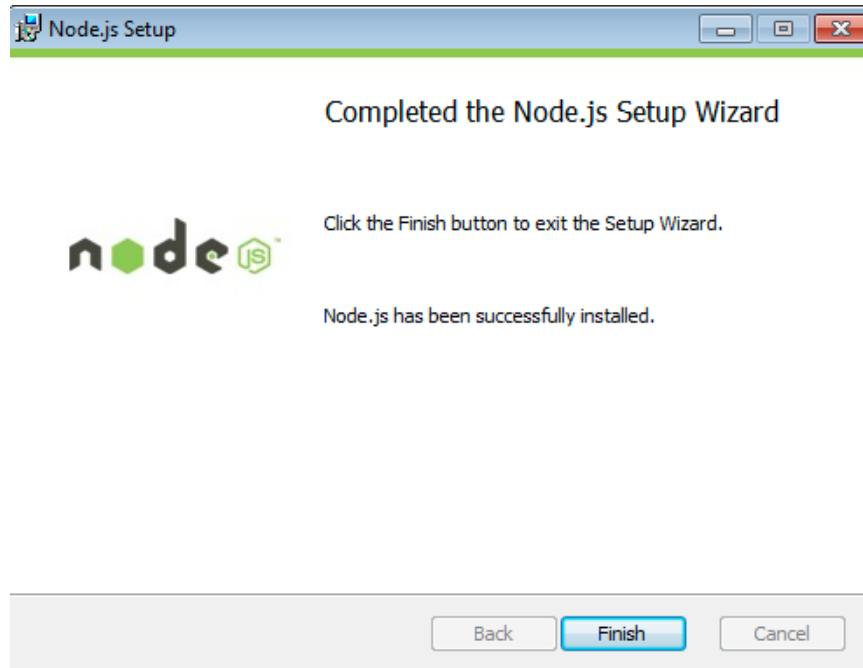 Node.js Setup
Completed the Node.js Setup Wizard
Click the Finish button to exit the Setup Wizard.
node JS™
Node.js has been successfully installed.
Back Finish Cancel